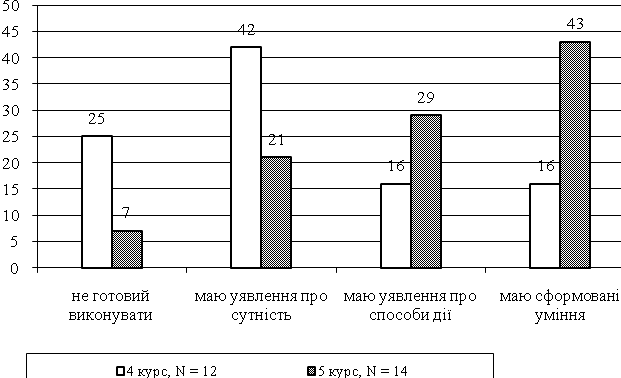 50
45
40
35
30
25
20
15
10
5
0
25
7
42
21
16
29
16
43
не готовий
виконувати
маю уявлення про
сутність
маю уявлення про
способи дії
маю сформовані
уміння
4 курс, N = 12
5 курс, N = 14